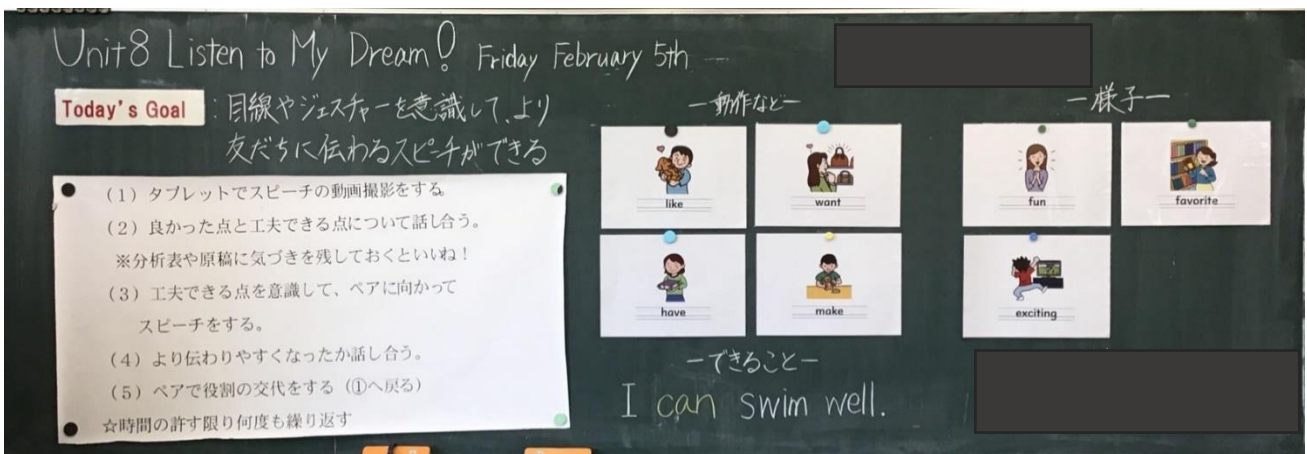 Unit8 Listen to My Dream! Friday February 5th
Today's Goal : 目線やジェスチャーを意識して、より
友だちに伝わるスピーチができる
(1) タブレットでスピーチの動画撮影をする。
(2) 良かった点と工夫できる点について話し合う。
※分析表や原稿に気づきを残しておくといいね！
(3) 工夫できる点を意識して、ペアに向かって
スピーチをする。
(4) より伝わりやすくなったか話し合う。
(5) ペアで役割の交代をする (①へ戻る)
☆時間の許す限り何度も繰り返す
ー動作などー
like
want
have
make
ーできることー
I can swim well.
ー様子ー
fun
favorite
exciting